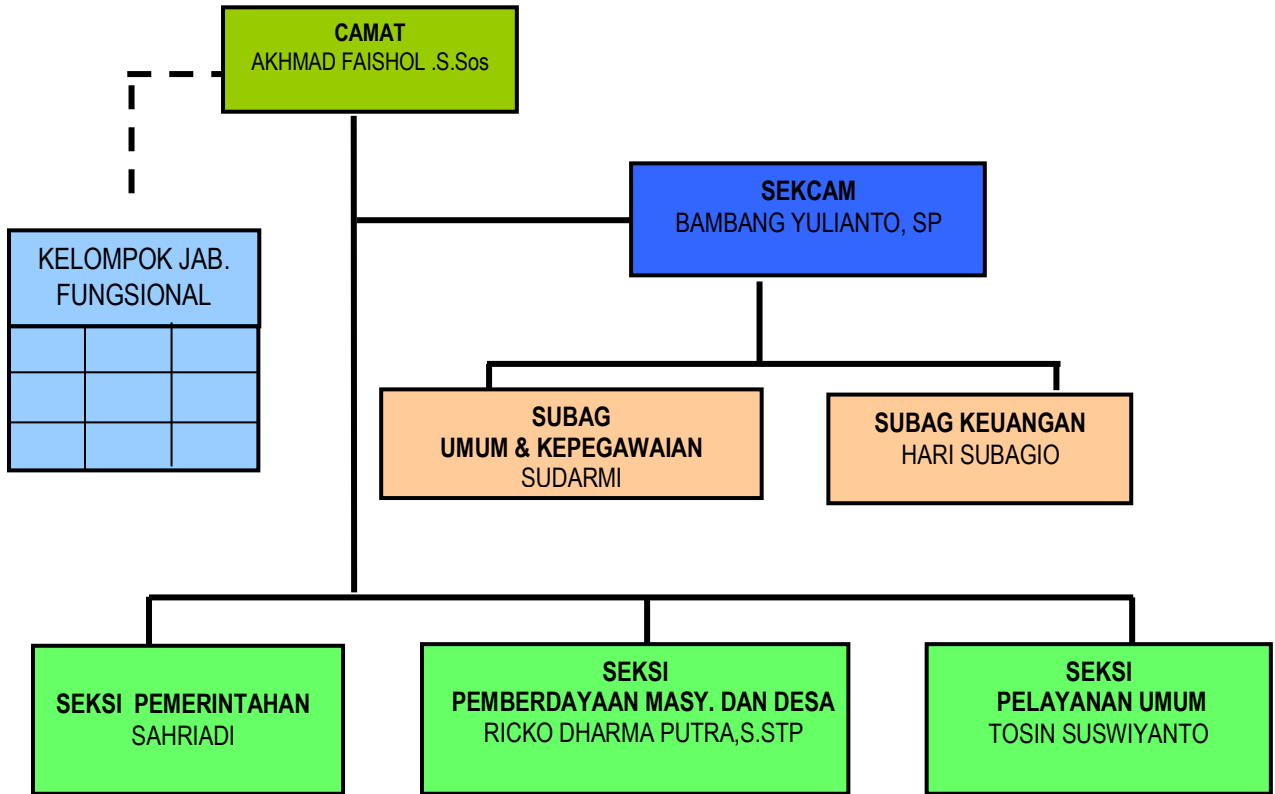 CAMAT
AKHMAD FAISHOL .S.Sos
SEKCAM
BAMBANG YULIANTO, SP
KELOMPOK JAB.
FUNGSIONAL
SUBAG
UMUM & KEPEGAWAIAN
SUDARMI
SUBAG KEUANGAN
HARI SUBAGIO
SEKSI PEMERINTAHAN
SAHRIADI
SEKSI
PEMBERDAYAAN MASY. DAN DESA
RICKO DHARMA PUTRA,S.STP
SEKSI
PELAYANAN UMUM
TOSIN SUSWIYANTO